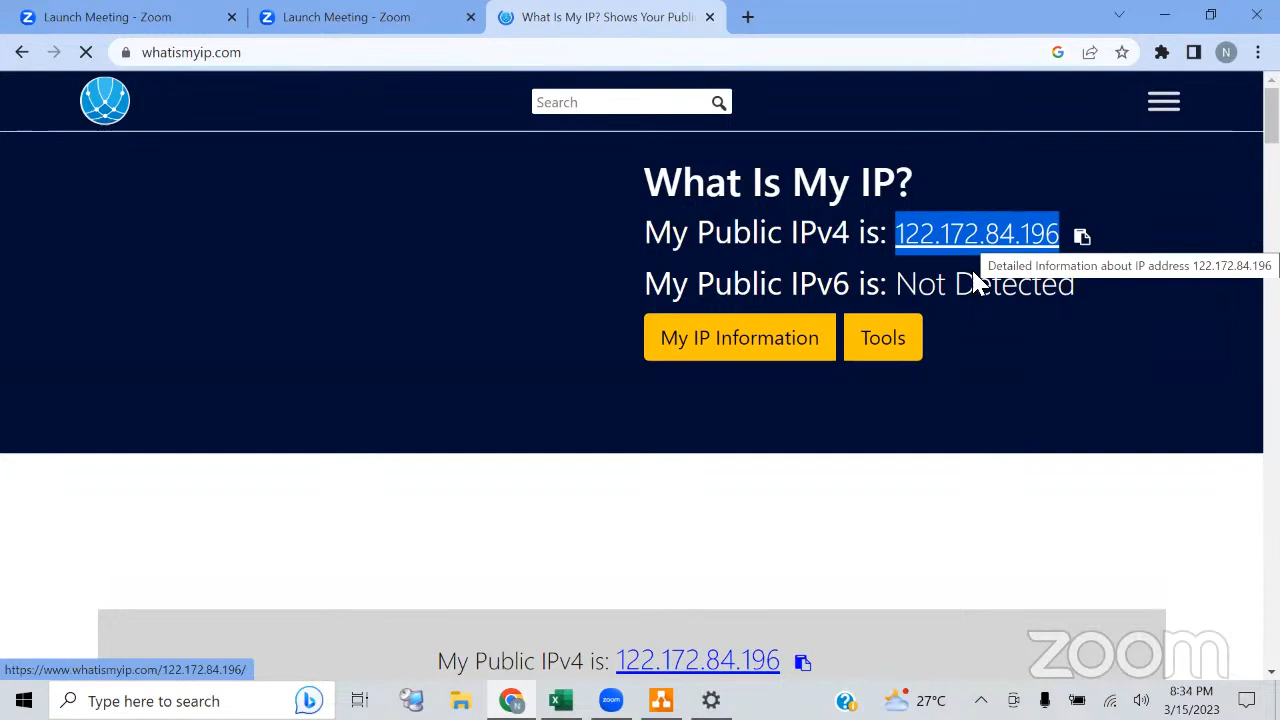 Launch Meeting - Zoom
Launch Meeting - Zoom
What Is My IP? Shows Your Publi
whatismyip.com
N
Search
What Is My IP?
My Public IPv4 is: 122.172.84.196
Detailed Information about IP address 122.172.84.196
My Public IPv6 is: Not Detected
My IP Information
Tools
My Public IPv4 is: 122.172.84.196
zoom
https://www.whatismyip.com/122.172.84.196/
Type here to search
zoom
27°C
8:34 PM
3/15/2023